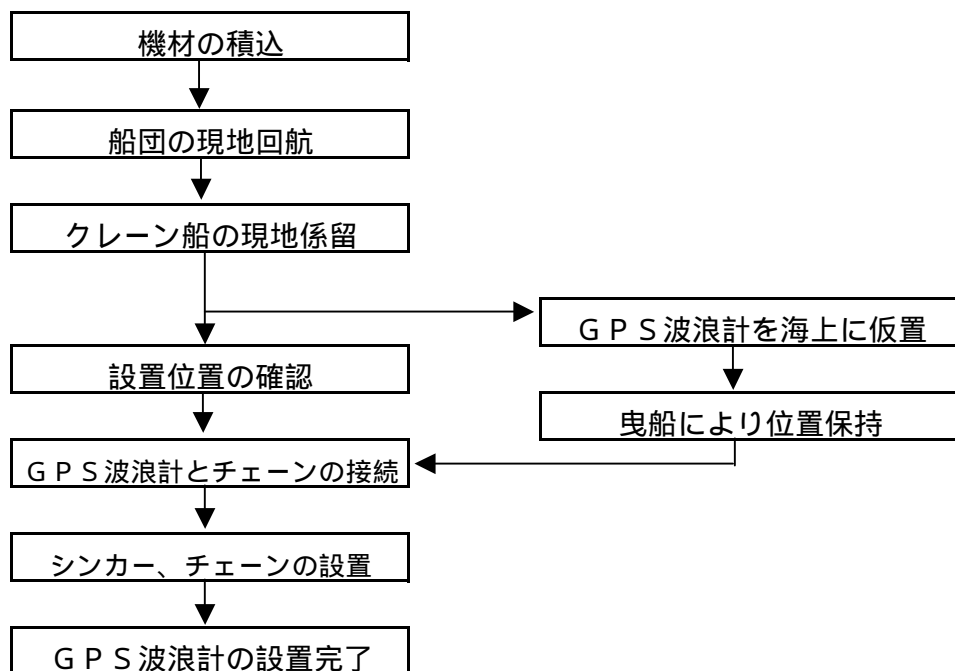 機材の積込
船団の現地回航
クレーン船の現地係留
ＧＰＳ波浪計を海上に仮置
設置位置の確認
曳船により位置保持
ＧＰＳ波浪計とチェーンの接続
シンカー、チェーンの設置
ＧＰＳ波浪計の設置完了